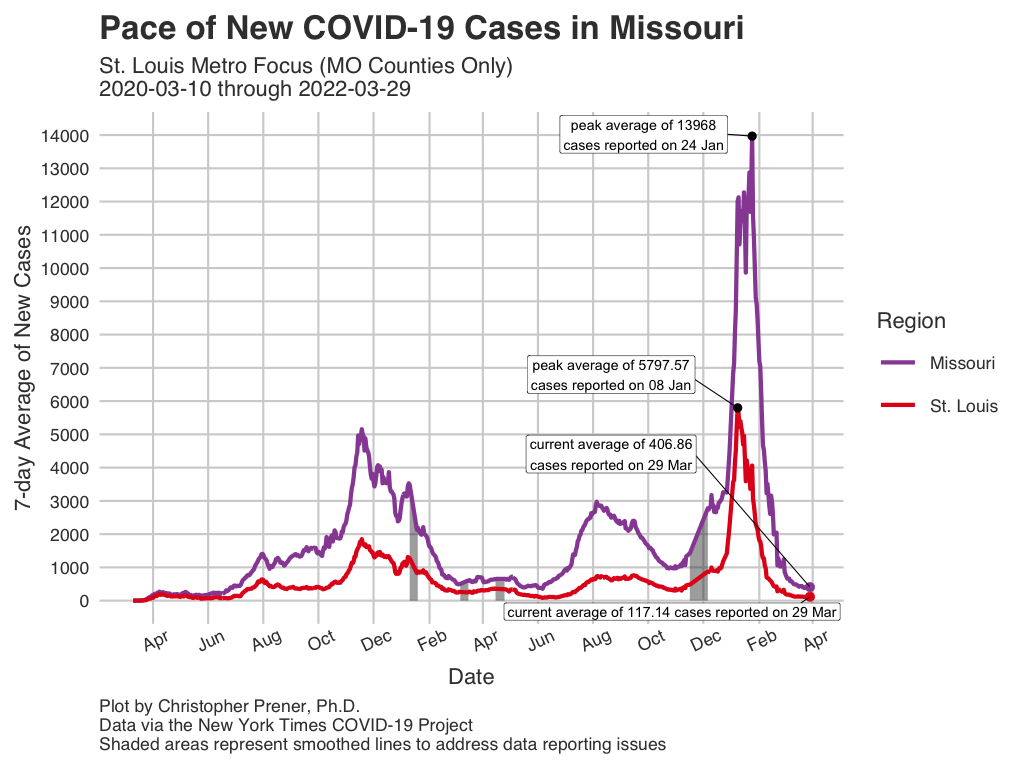 Pace of New COVID-19 Cases in Missouri
St. Louis Metro Focus (MO Counties Only)
2020-03-10 through 2022-03-29
7-day Average of New Cases
14000
13000
12000
11000
10000
9000
8000
7000
6000
5000
4000
3000
2000
1000
0
peak average of 13968
cases reported on 24 Jan
peak average of 5797.57
cases reported on 08 Jan
current average of 406.86
cases reported on 29 Mar
current average of 117.14 cases reported on 29 Mar
Apr Jun Aug Oct Dec Feb Apr Jun Aug Oct Dec Feb Apr
Date
Region
Missouri
St. Louis
Plot by Christopher Prener, Ph.D.
Data via the New York Times COVID-19 Project
Shaded areas represent smoothed lines to address data reporting issues